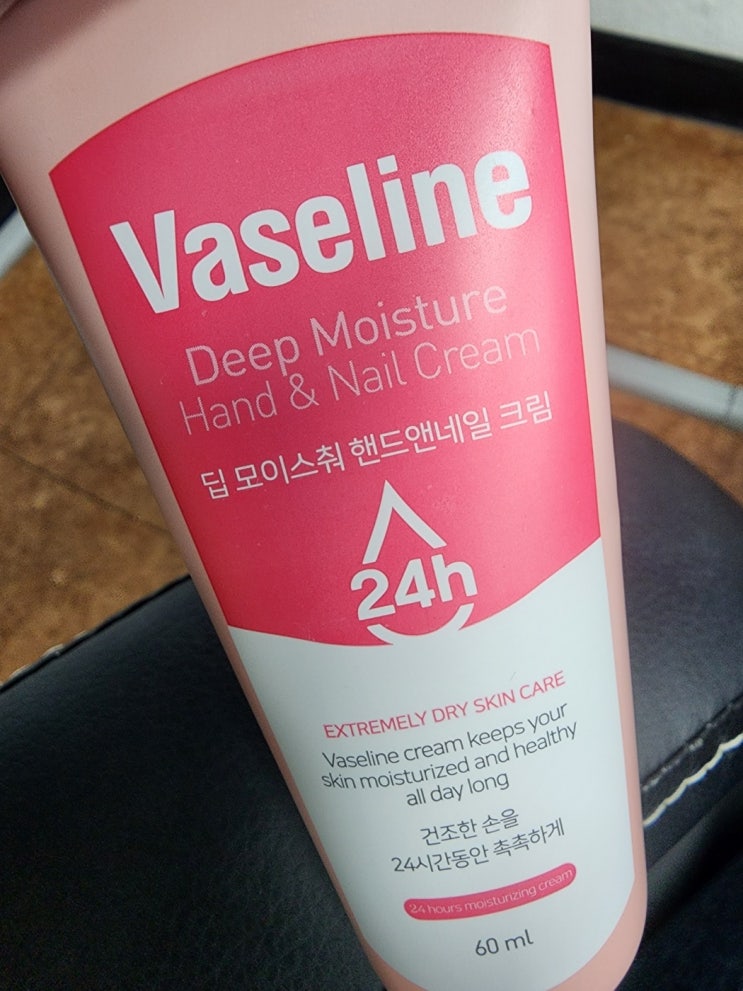 Vaseline
Deep Moisture
Hand & Nail Cream
딥 모이스춰 핸드앤네일 크림
24h
EXTREMELY DRY SKIN CARE
Vaseline cream keeps your
skin moisturized and healthy
all day long
건조한 손을
24시간동안 촉촉하게
24 hours moisturizing cream
60 ml